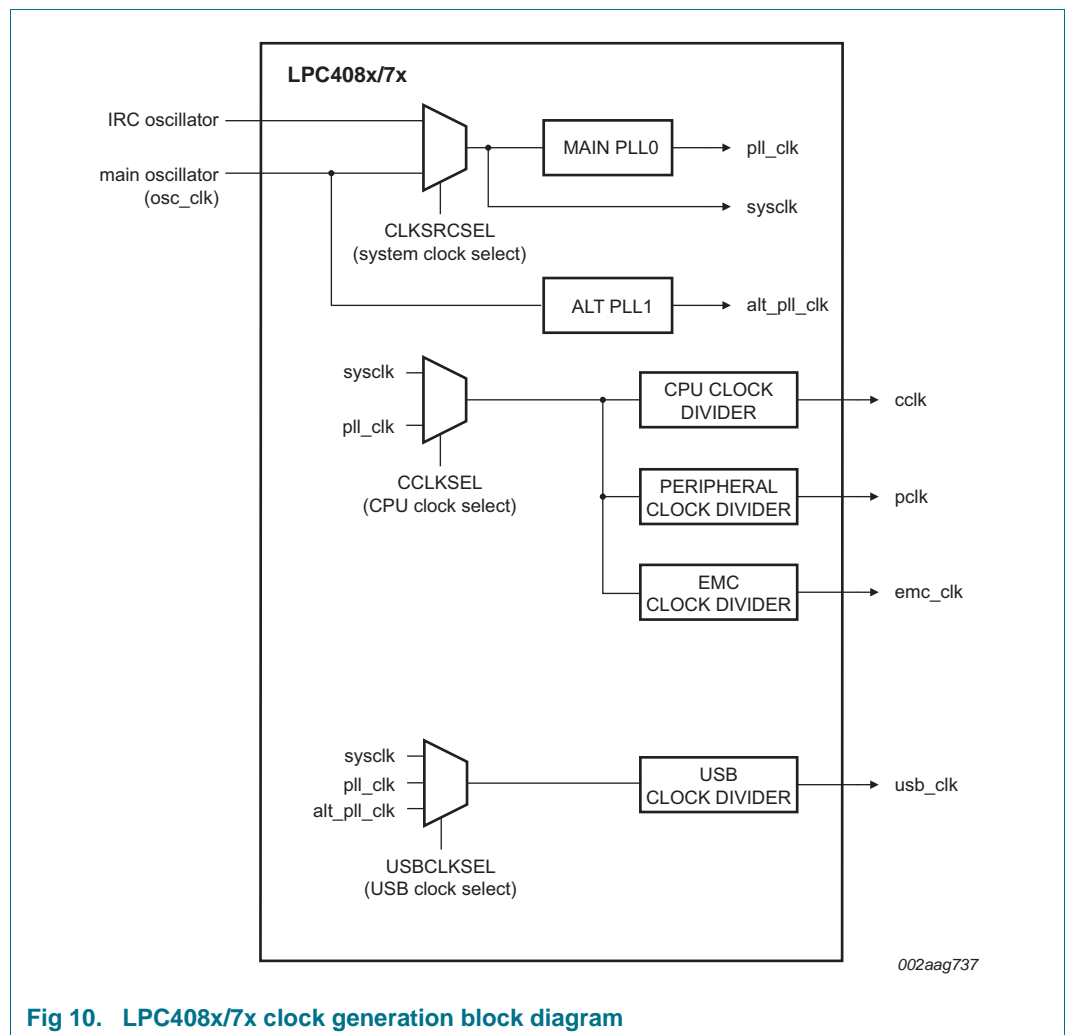 LPC408x/7x
IRC oscillator
main oscillator
(osc_clk)
MAIN PLL0
pll_clk
sysclk
CLKSRCSEL
(system clock select)
ALT PLL1
alt_pll_clk
sysclk
pll_clk
CCLKSEL
(CPU clock select)
CPU CLOCK
DIVIDER
cclk
PERIPHERAL
CLOCK DIVIDER
pclk
EMC
CLOCK DIVIDER
emc_clk
sysclk
pll_clk
alt_pll_clk
USBCLKSEL
(USB clock select)
USB
CLOCK DIVIDER
usb_clk
002aag737
Fig 10. LPC408x/7x clock generation block diagram